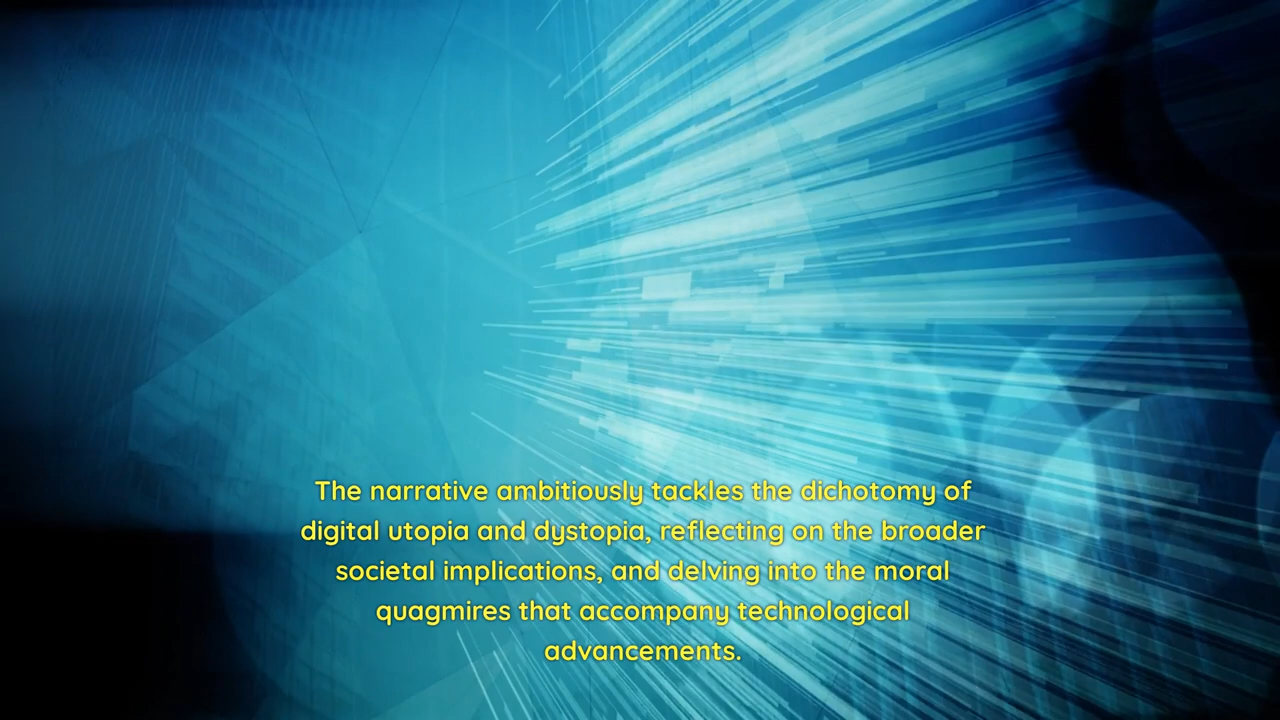 The narrative ambitiously tackles the dichotomy of
digital utopia and dystopia, reflecting on the broader
societal implications, and delving into the moral
quagmires that accompany technological
advancements.